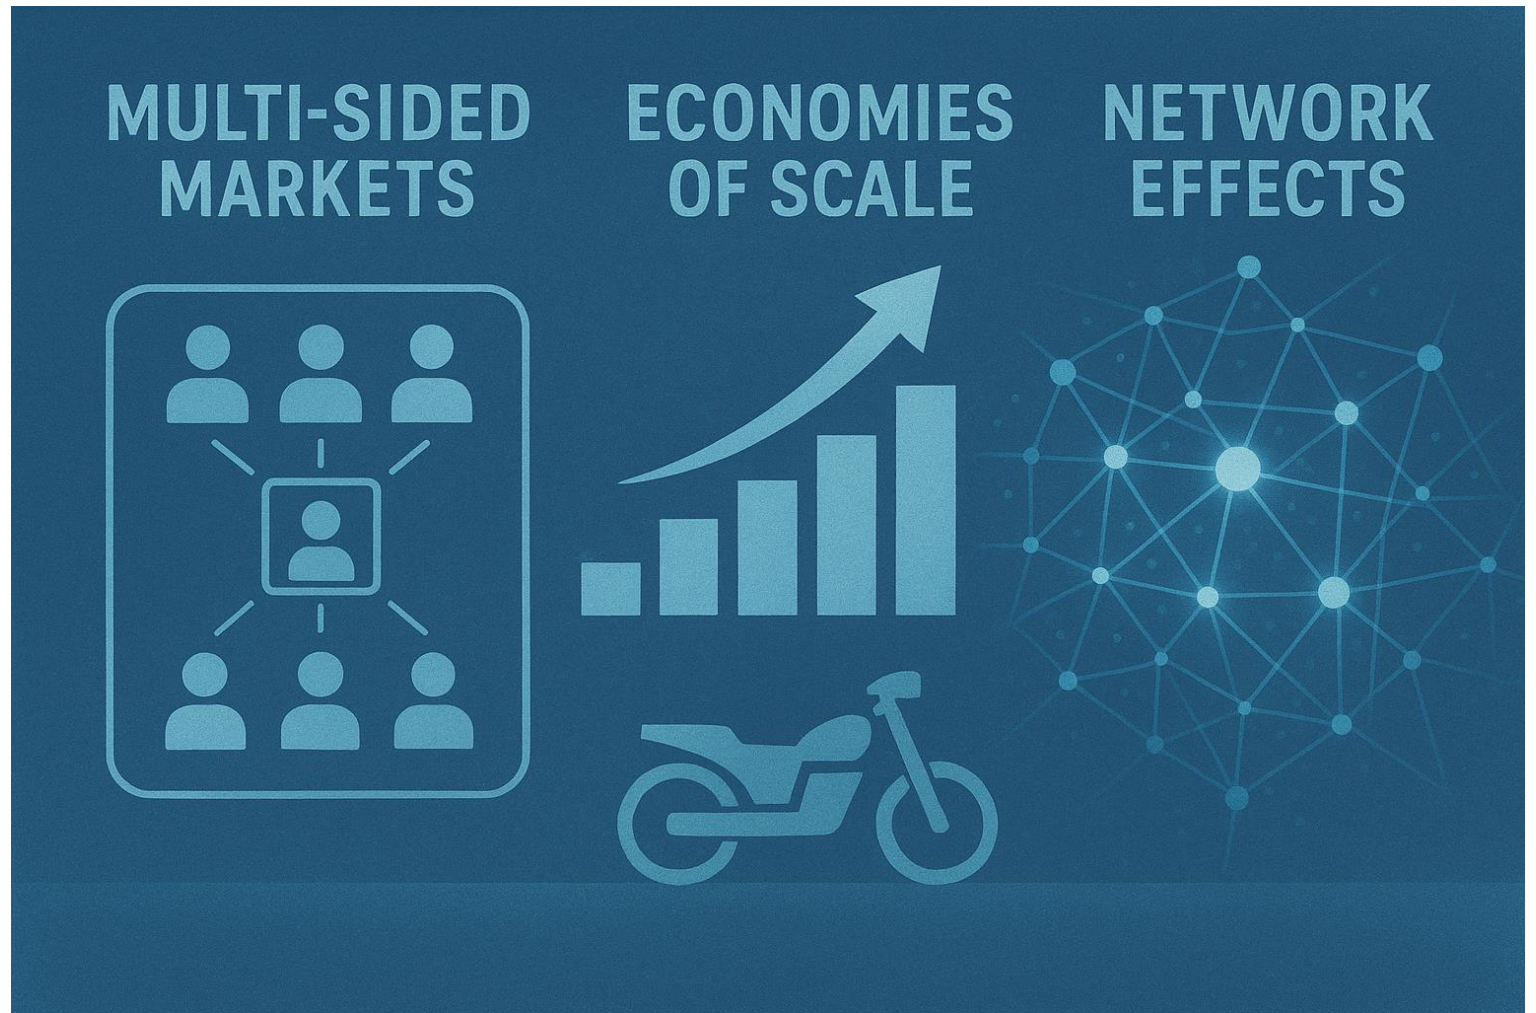 MULTI-SIDED
MARKETS
ECONOMIES
OF SCALE
NETWORK
EFFECTS